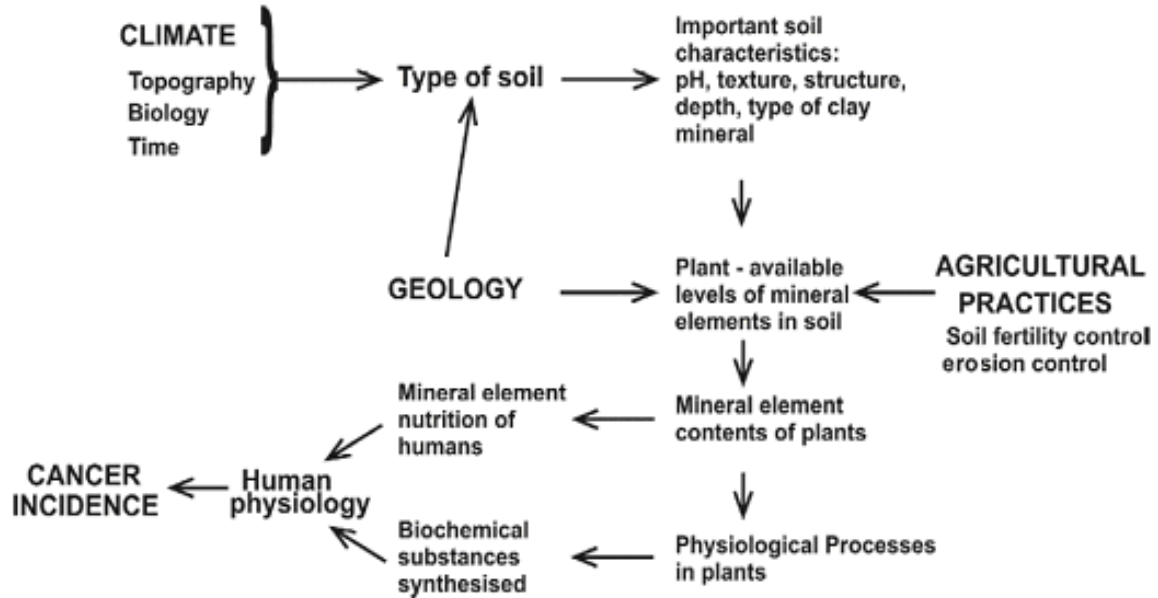 CLIMATE
Topography
Biology
Time
Type of soil
Important soil
characteristics:
pH, texture, structure,
depth, type of clay
mineral
GEOLOGY
Plant - available
levels of mineral
elements in soil
AGRICULTURAL
PRACTICES
Soil fertility control
erosion control
Mineral element
nutrition of
humans
Mineral element
contents of plants
CANCER
INCIDENCE
Human
physiology
Biochemical
substances
synthesised
Physiological Processes
in plants